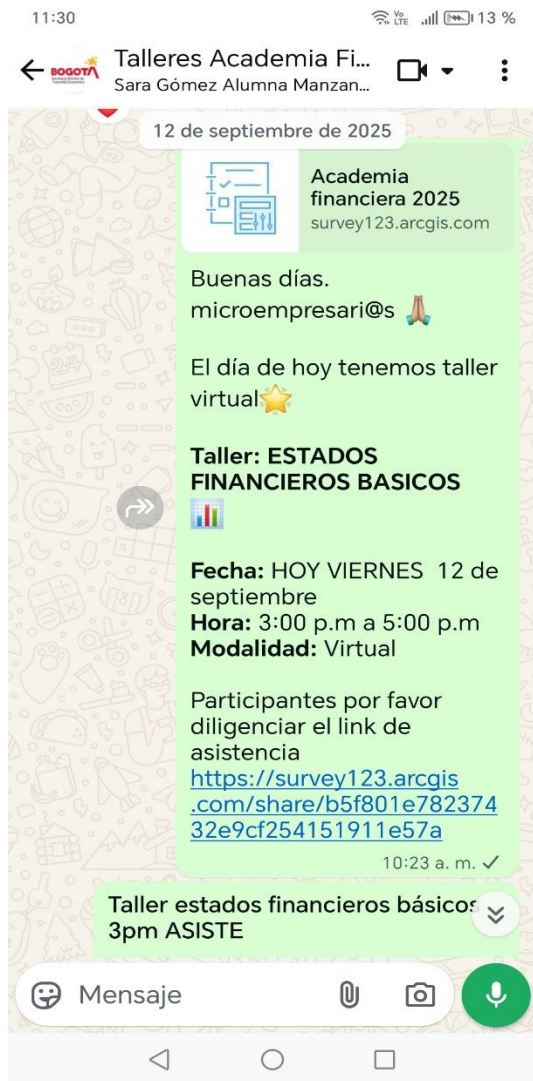 11:30
Vo
LTE
13 %
BOGOTÁ
Talleres Academia Fi...
Sara Gómez Alumna Manzan...
12 de septiembre de 2025
Academia
financiera 2025
survey123.arcgis.com
Buenas días.
microempresari@s 🙏🏼
El día de hoy tenemos taller
virtual🌟
Taller: ESTADOS
FINANCIEROS BASICOS
📊
Fecha: HOY VIERNES 12 de
septiembre
Hora: 3:00 p.m a 5:00 p.m
Modalidad: Virtual
Participantes por favor
diligenciar el link de
asistencia
https://survey123.arcgis
.com/share/b5f801e782374
32e9cf254151911e57a
10:23 a. m.
Taller estados financieros básicos
3pm ASISTE
Mensaje